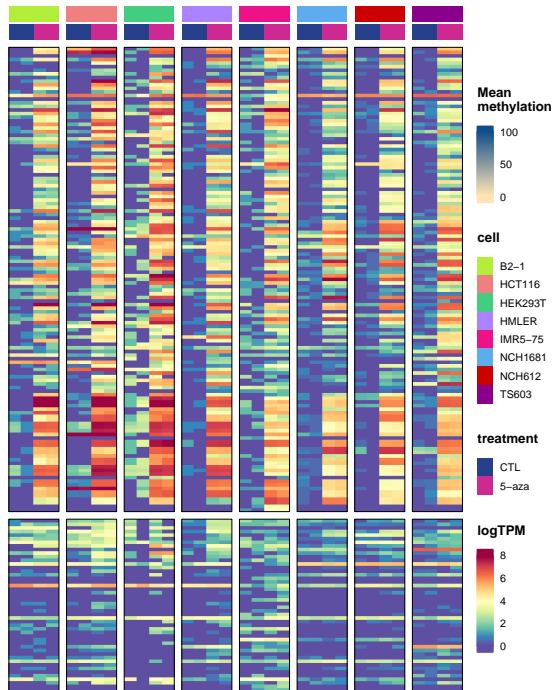 Mean
methylation
100
50
0
cell
B2−1
HCT116
HEK293T
HMLER
IMR5−75
NCH1681
NCH612
TS603
treatment
CTL
5−aza
logTPM
8
6
4
2
0